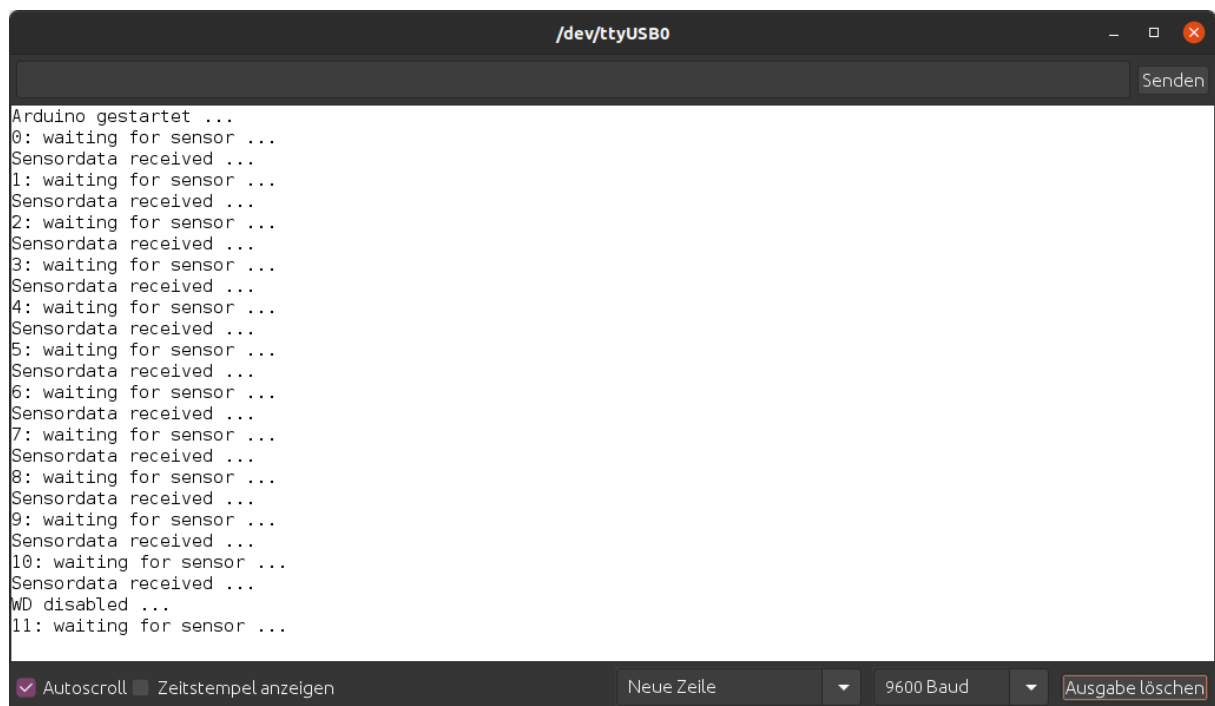 /dev/ttyUSB0
Senden
Arduino gestartet ...
0: waiting for sensor ...
Sensordata received ...
1: waiting for sensor ...
Sensordata received ...
2: waiting for sensor ...
Sensordata received ...
3: waiting for sensor ...
Sensordata received ...
4: waiting for sensor ...
Sensordata received ...
5: waiting for sensor ...
Sensordata received ...
6: waiting for sensor ...
Sensordata received ...
7: waiting for sensor ...
Sensordata received ...
8: waiting for sensor ...
Sensordata received ...
9: waiting for sensor ...
Sensordata received ...
10: waiting for sensor ...
Sensordata received ...
WD disabled ...
11: waiting for sensor ...
Autoscroll Zeitstempel anzeigen Neue Zeile 9600 Baud Ausgabe löschen